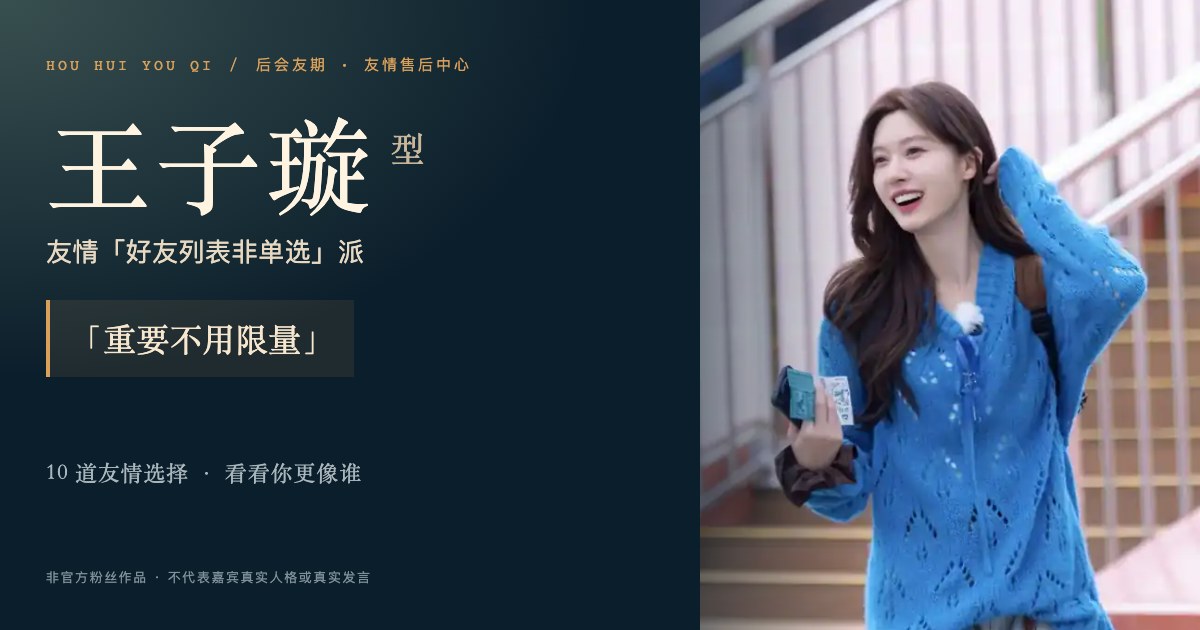 HOU HUI YOU QI / 后会友期 · 友情售后中心
王子璇 型
友情「好友列表非单选」派
「重要不用限量」
10 道友情选择 · 看看你更像谁
非官方粉丝作品 · 不代表嘉宾真实人格或真实发言